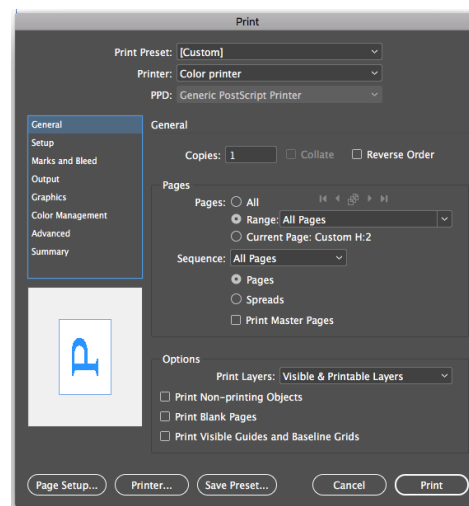 Print
Print Preset: [Custom]
Printer: Color printer
PPD: Generic PostScript Printer
General
Setup
Marks and Bleed
Output
Graphics
Color Management
Advanced
Summary
P
General
Copies: 1 Collate Reverse Order
Pages
Pages: All
Range: All Pages
Current Page: Custom H:2
Sequence: All Pages
Pages
Spreads
Print Master Pages
Options
Print Layers: Visible & Printable Layers
Print Non-printing Objects
Print Blank Pages
Print Visible Guides and Baseline Grids
Page Setup... Printer... Save Preset... Cancel Print